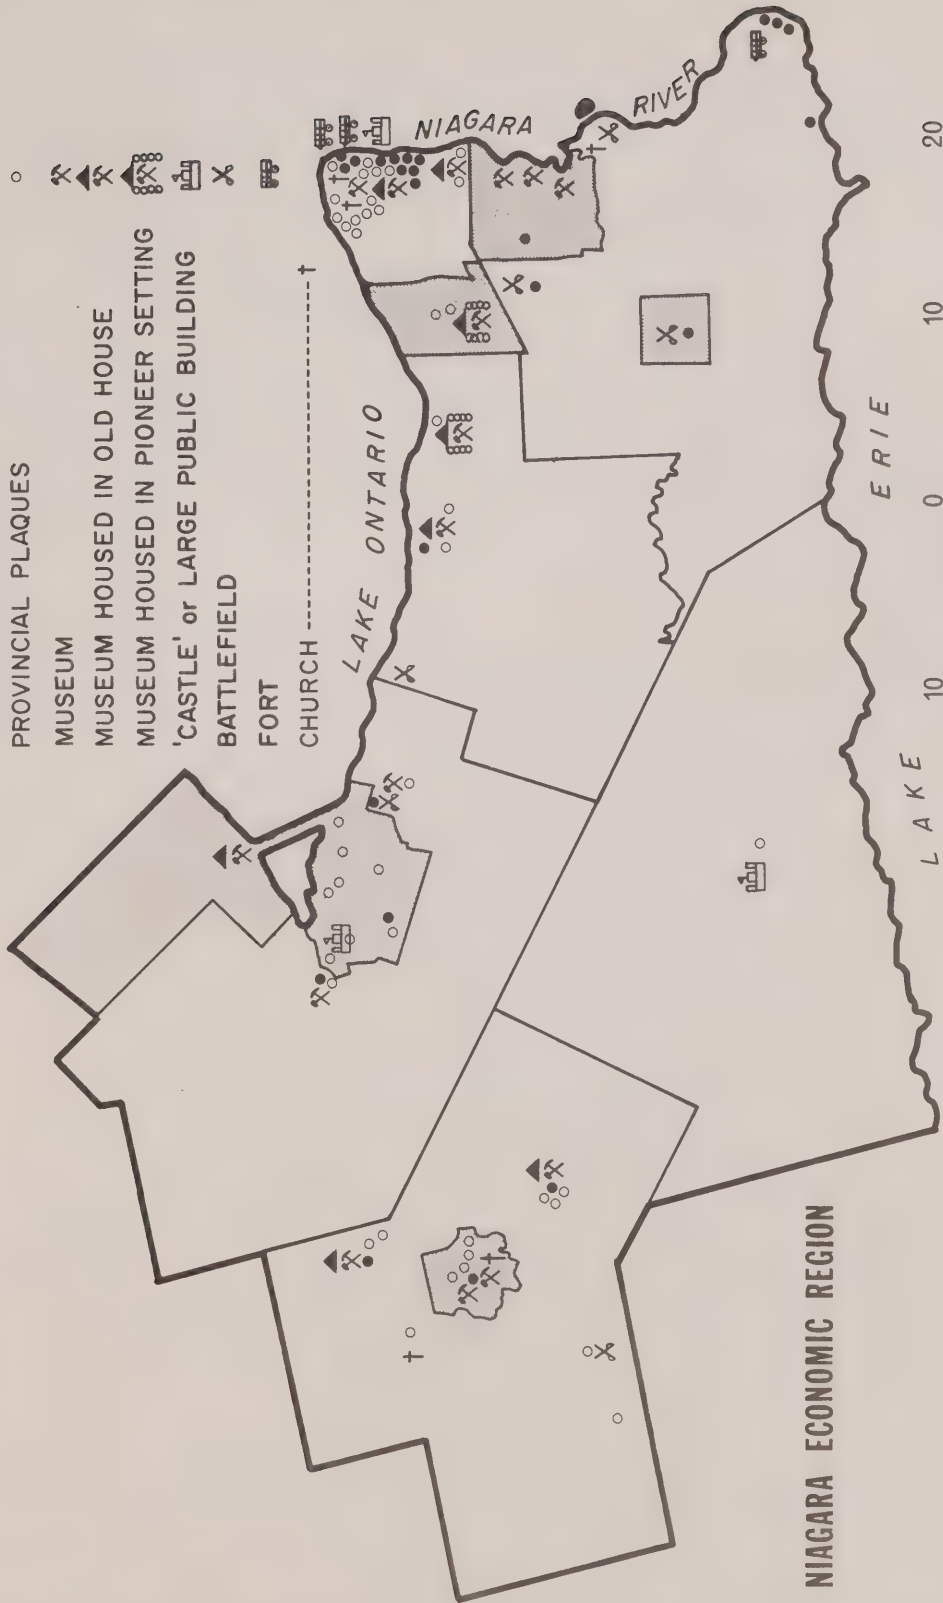 PROVINCIAL PLAQUES
MUSEUM
MUSEUM HOUSED IN OLD HOUSE
MUSEUM HOUSED IN PIONEER SETTING
'CASTLE' or LARGE PUBLIC BUILDING
BATTLEFIELD
FORT
CHURCH
LAKE ONTARIO
NIAGARA RIVER
LAKE ERIE
10 0 10 20
NIAGARA ECONOMIC REGION